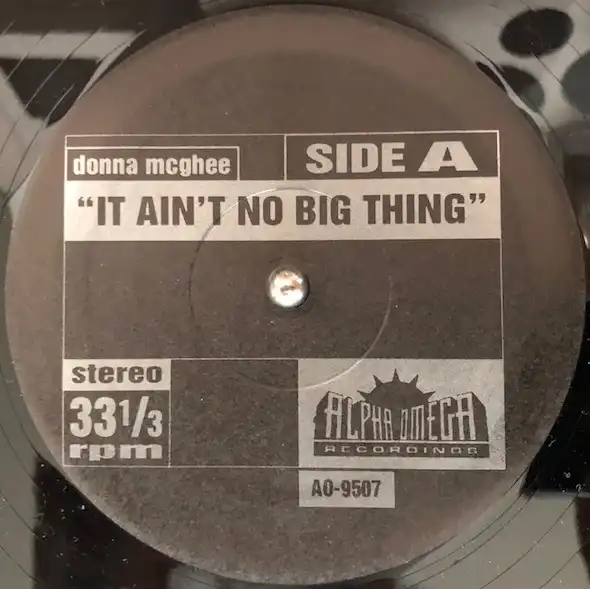 donna mcghee
SIDE A
“IT AIN'T NO BIG THING”
stereo
33 1/3
rpm
ALPHA OMEGA
RECORDINGS
AO-9507